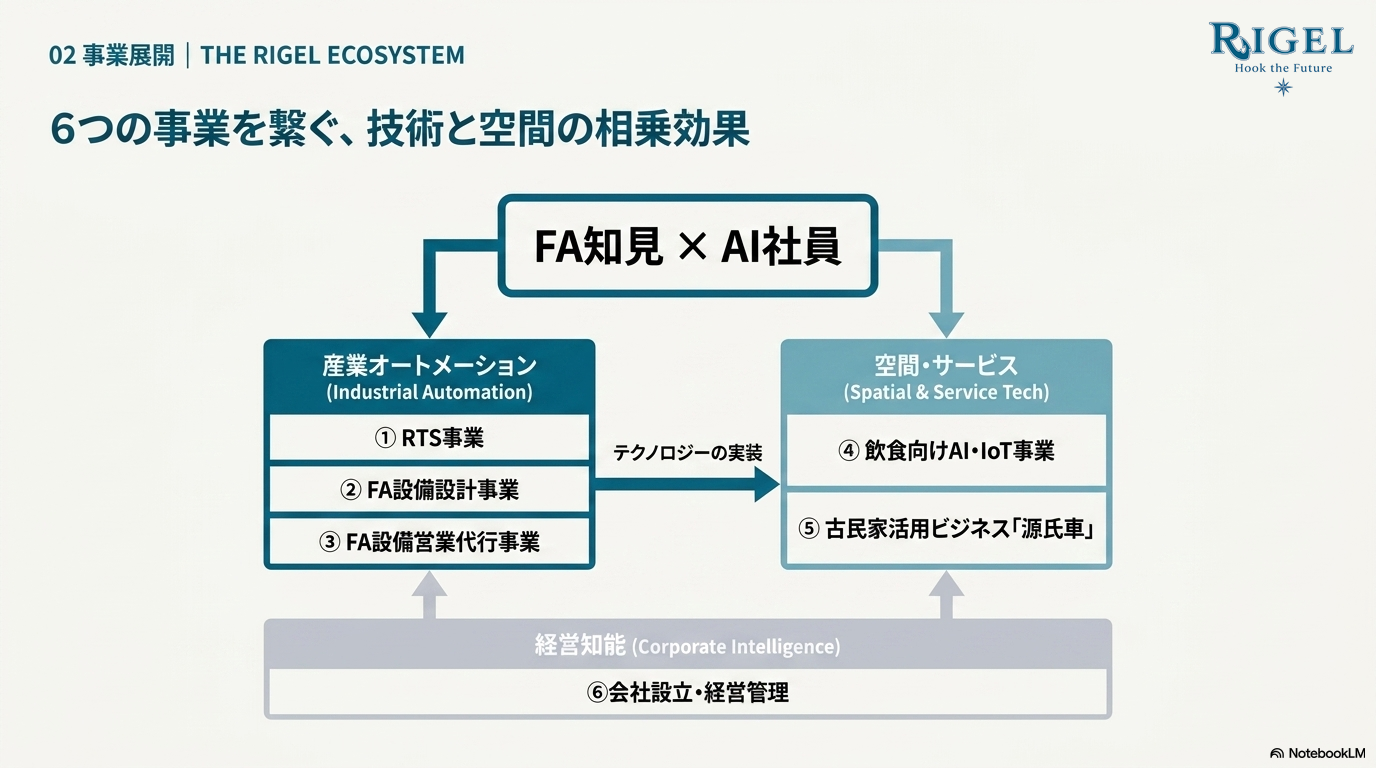 02 事業展開｜THE RIGEL ECOSYSTEM
RIGEL
Hook the Future
6つの事業を繋ぐ、技術と空間の相乗効果
FA知見 × AI社員
産業オートメーション
(Industrial Automation)
① RTS事業
② FA設備設計事業
③ FA設備営業代行事業
テクノロジーの実装
空間・サービス
(Spatial & Service Tech)
④ 飲食向けAI・IoT事業
⑤ 古民家活用ビジネス「源氏車」
経営知能 (Corporate Intelligence)
⑥会社設立・経営管理
NotebookLM